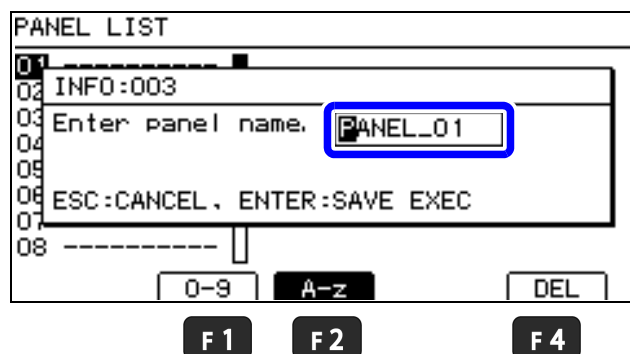 PANEL LIST
01 ----------
02
INFO:003
03
Enter panel name. PANEL_01
04
05
06
ESC:CANCEL, ENTER:SAVE EXEC
07
08 ----------
0-9 A-z DEL
F1 F2 F4